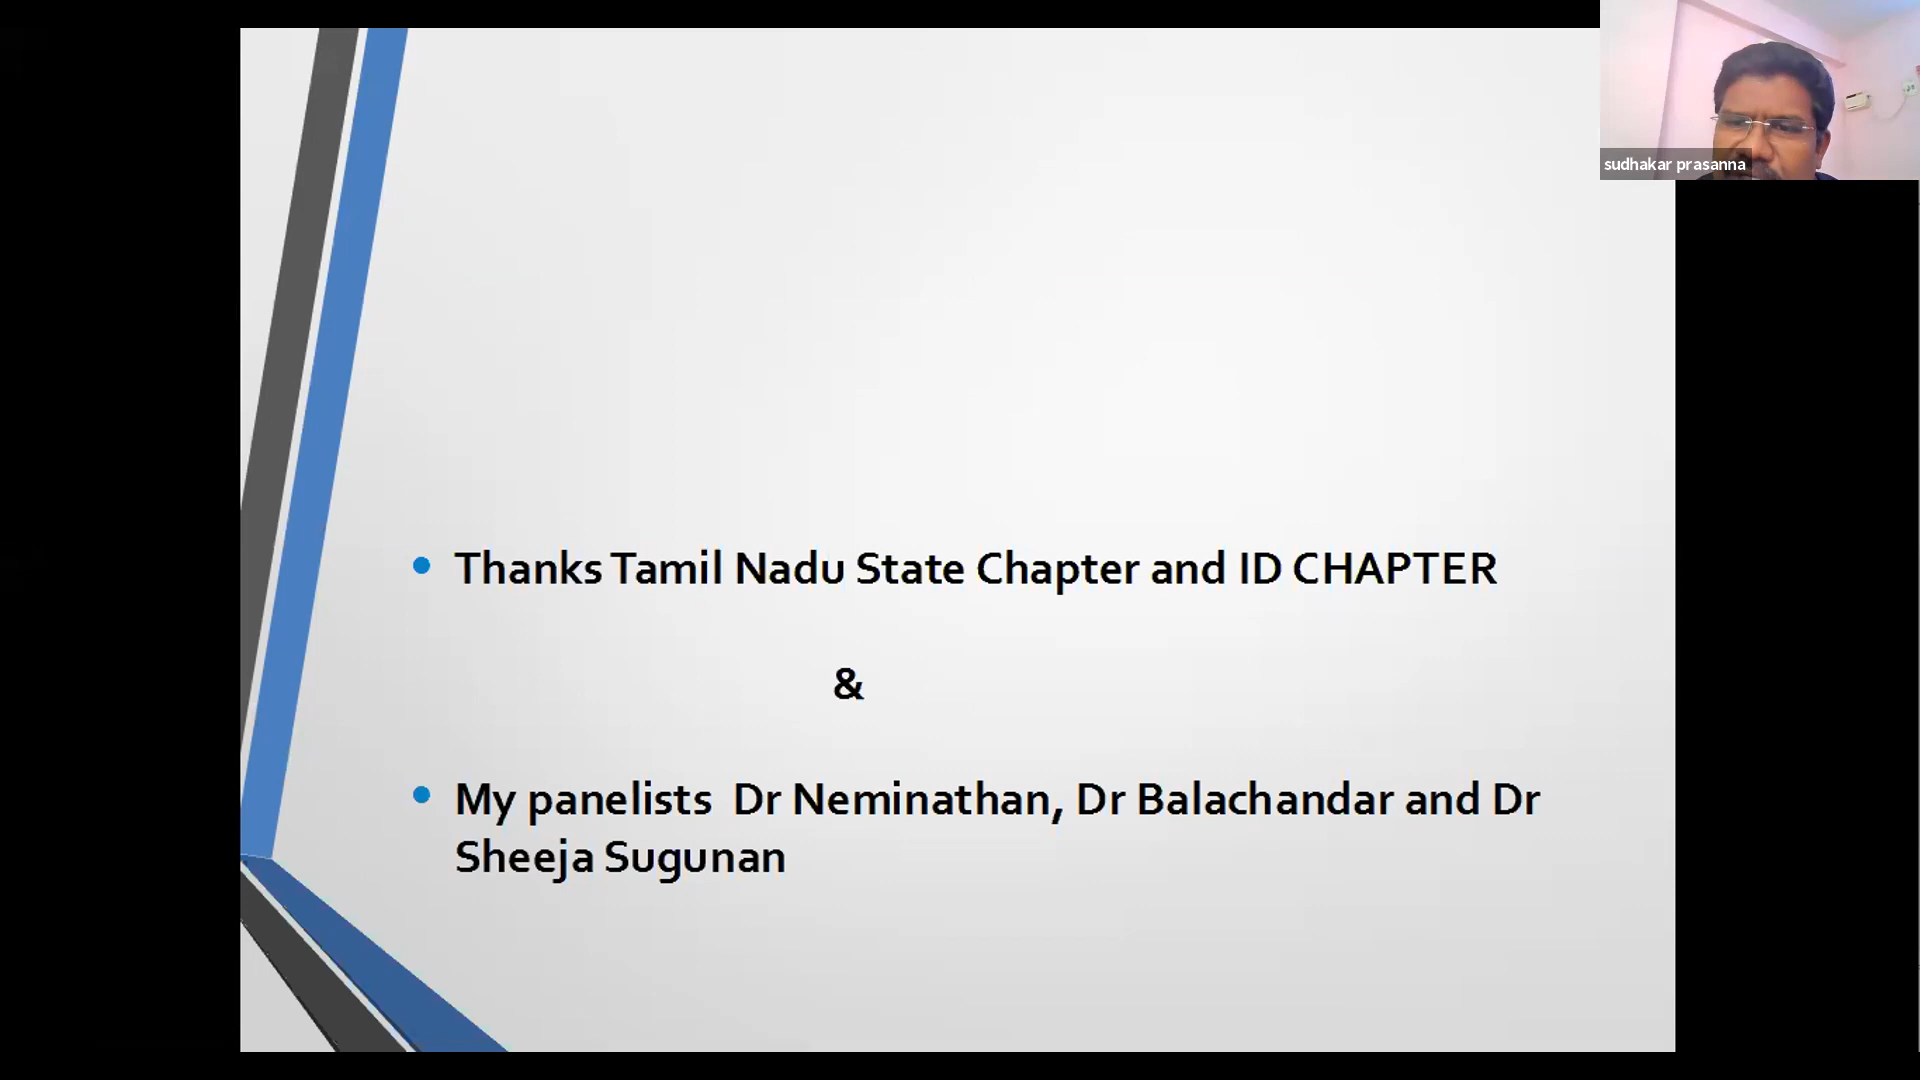 sudhakar prasanna
• Thanks Tamil Nadu State Chapter and ID CHAPTER
&
• My panelists  Dr Neminathan, Dr Balachandar and Dr
Sheeja Sugunan